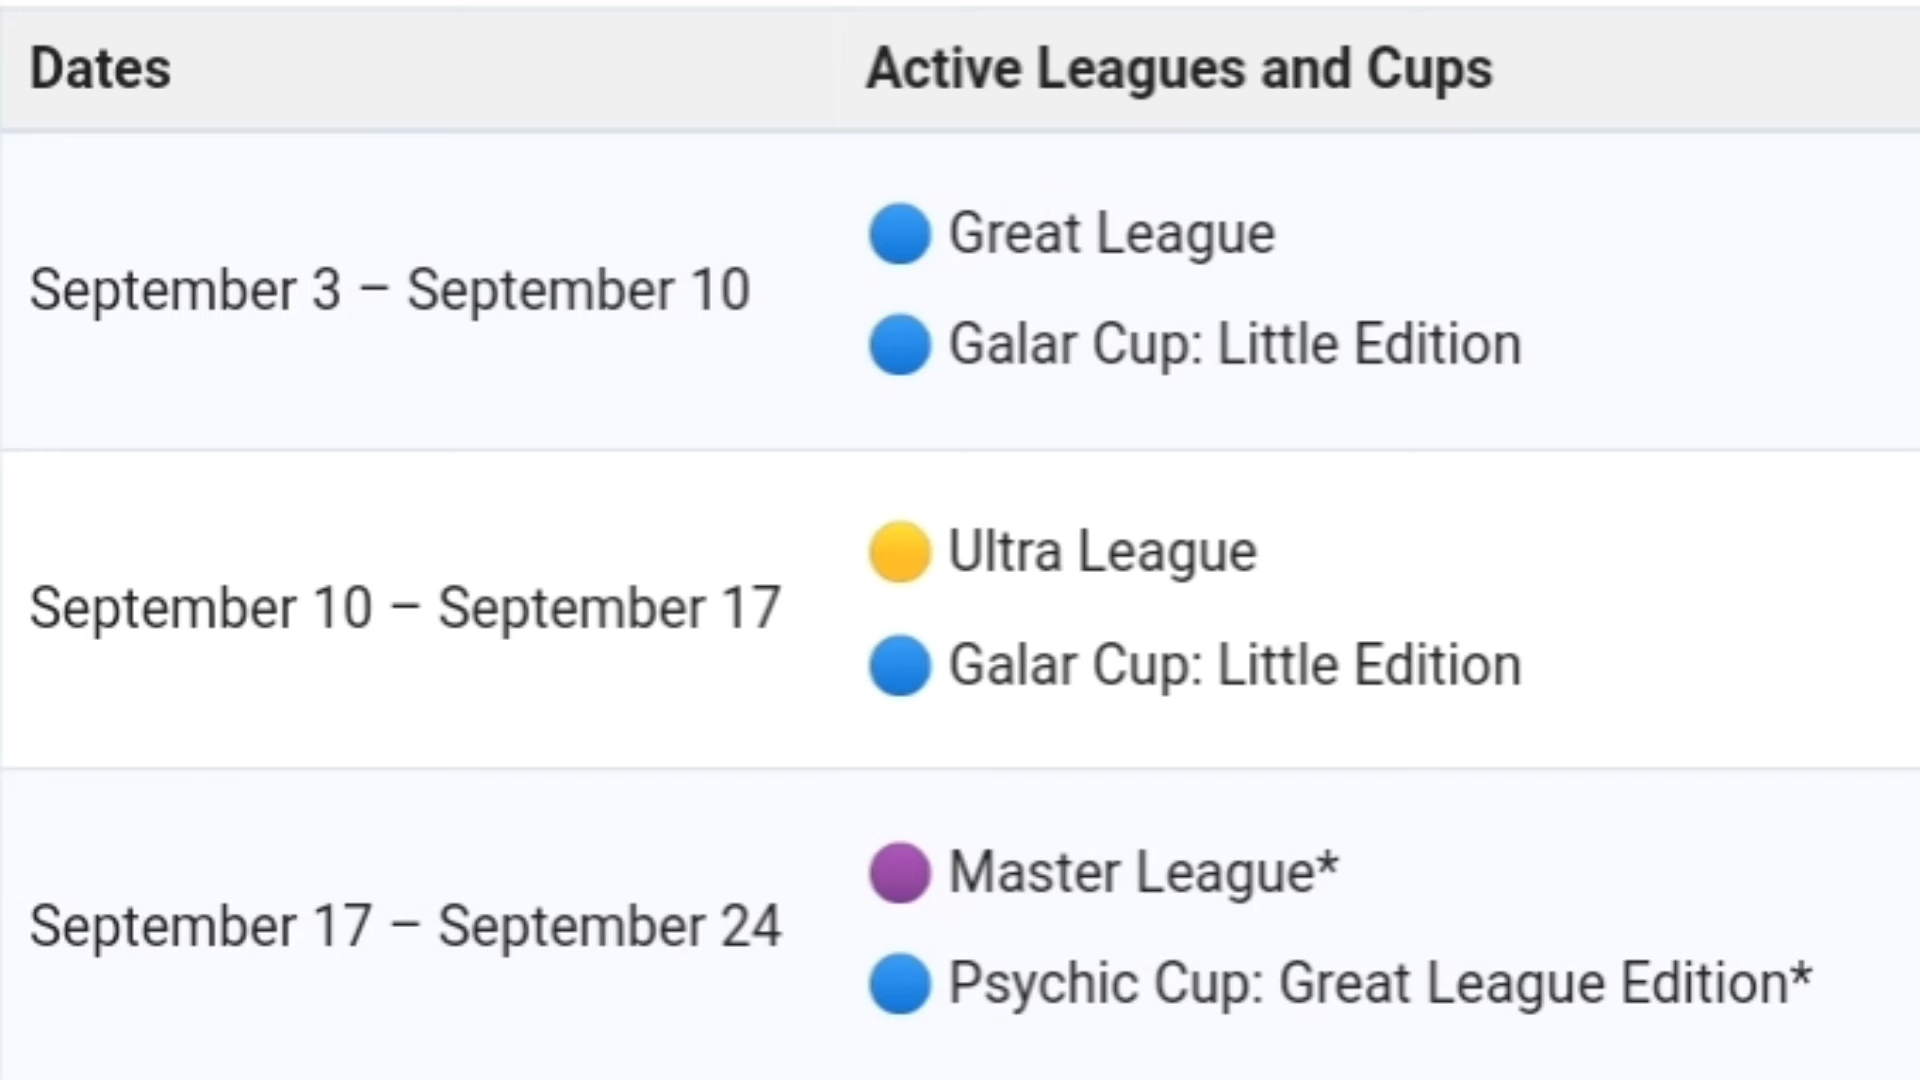 Dates
Active Leagues and Cups
September 3 – September 10
Great League
Galar Cup: Little Edition
September 10 – September 17
Ultra League
Galar Cup: Little Edition
September 17 – September 24
Master League*
Psychic Cup: Great League Edition*